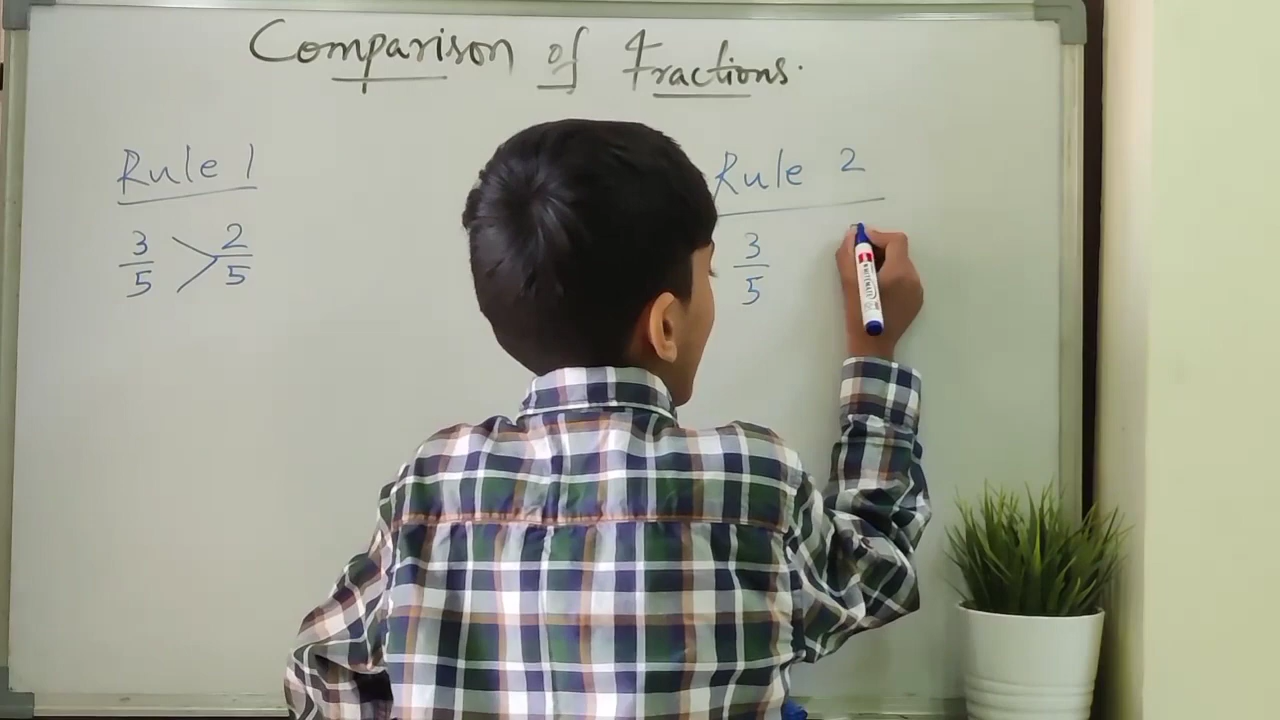 Comparison of Fractions.
Rule 1
3/5 > 2/5
Rule 2
3/5